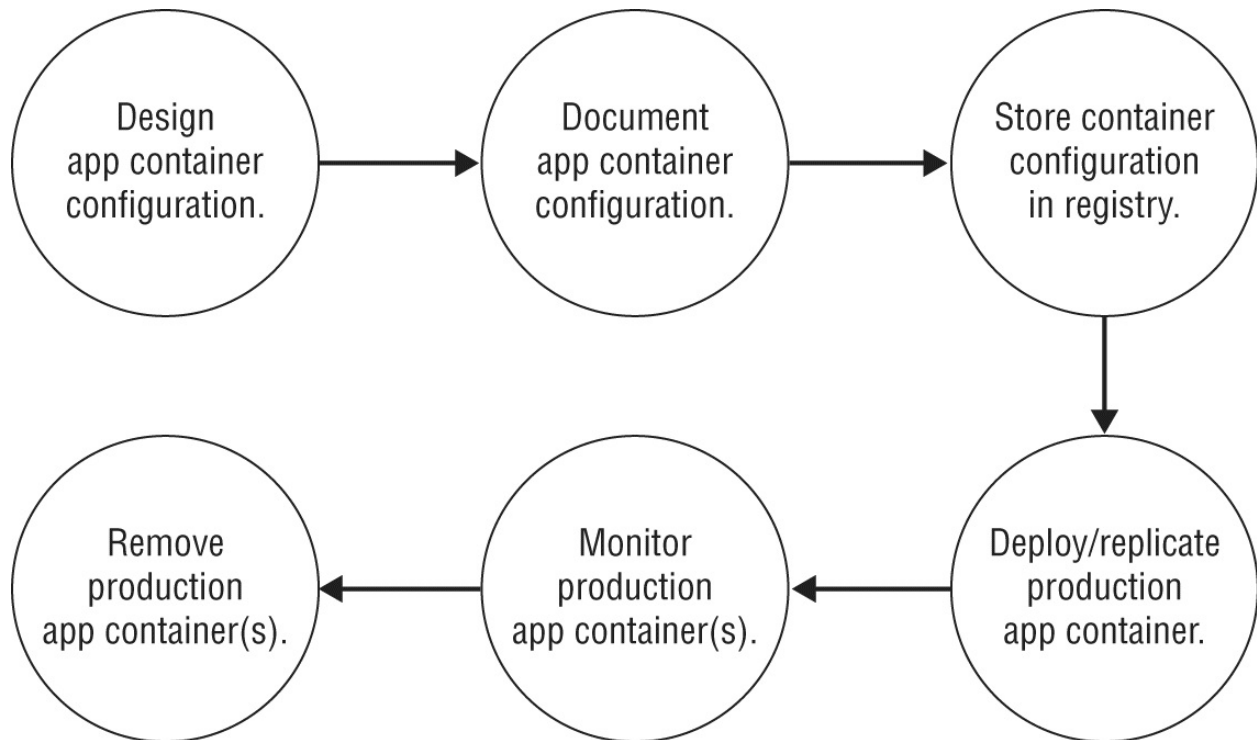 Design
app container
configuration.
Document
app container
configuration.
Store container
configuration
in registry.
Remove
production
app container(s).
Monitor
production
app container(s).
Deploy/replicate
production
app container.